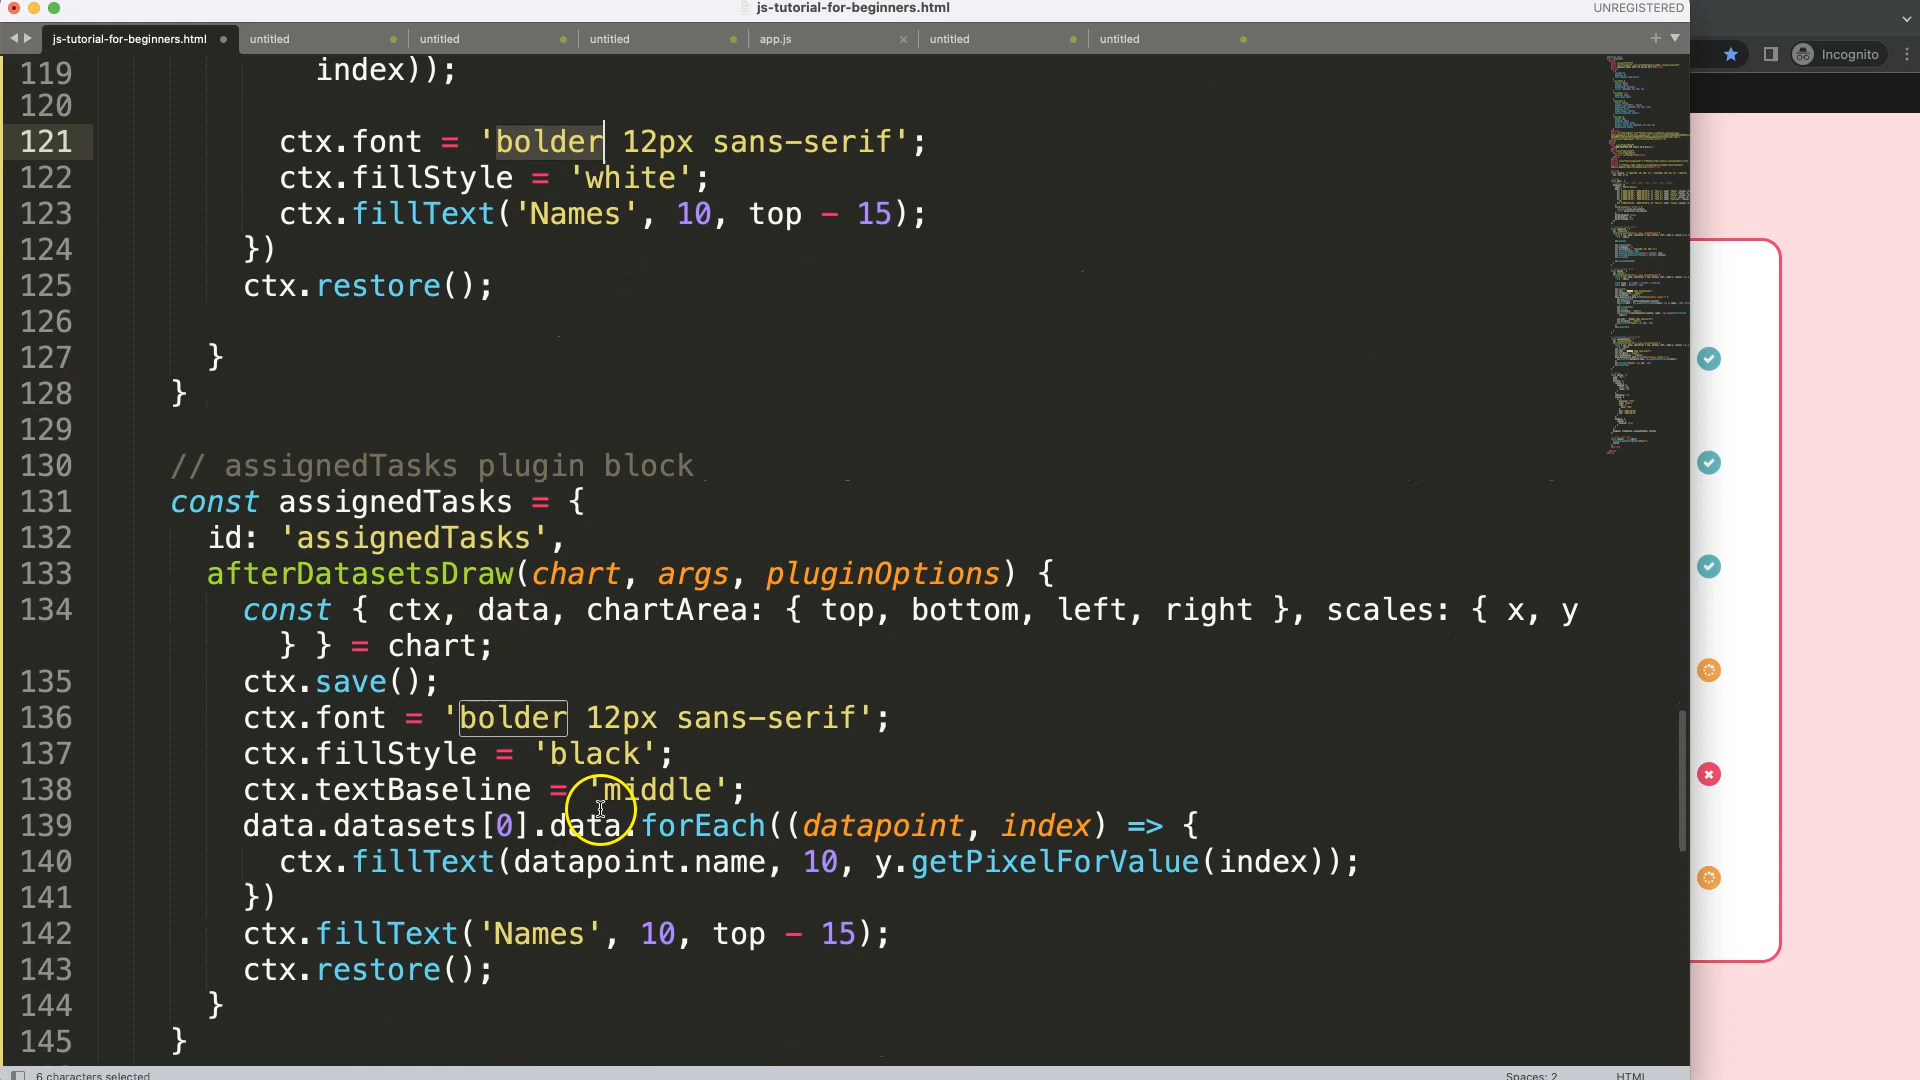 js-tutorial-for-beginners.html
UNREGISTERED
js-tutorial-for-beginners.html
untitled
untitled
untitled
app.js
untitled
untitled
Incognito
119 index));
120
121 ctx.font = 'bolder 12px sans-serif';
122 ctx.fillStyle = 'white';
123 ctx.fillText('Names', 10, top - 15);
124 })
125 ctx.restore();
126
127 }
128 }
129
130 // assignedTasks plugin block
131 const assignedTasks = {
132 id: 'assignedTasks',
133 afterDatasetsDraw(chart, args, pluginOptions) {
134 const { ctx, data, chartArea: { top, bottom, left, right }, scales: { x, y
} } = chart;
135 ctx.save();
136 ctx.font = 'bolder 12px sans-serif';
137 ctx.fillStyle = 'black';
138 ctx.textBaseline = 'middle';
139 data.datasets[0].data.forEach((datapoint, index) => {
140 ctx.fillText(datapoint.name, 10, y.getPixelForValue(index));
141 })
142 ctx.fillText('Names', 10, top - 15);
143 ctx.restore();
144 }
145 }
6 characters selected
Spaces: 2
HTML